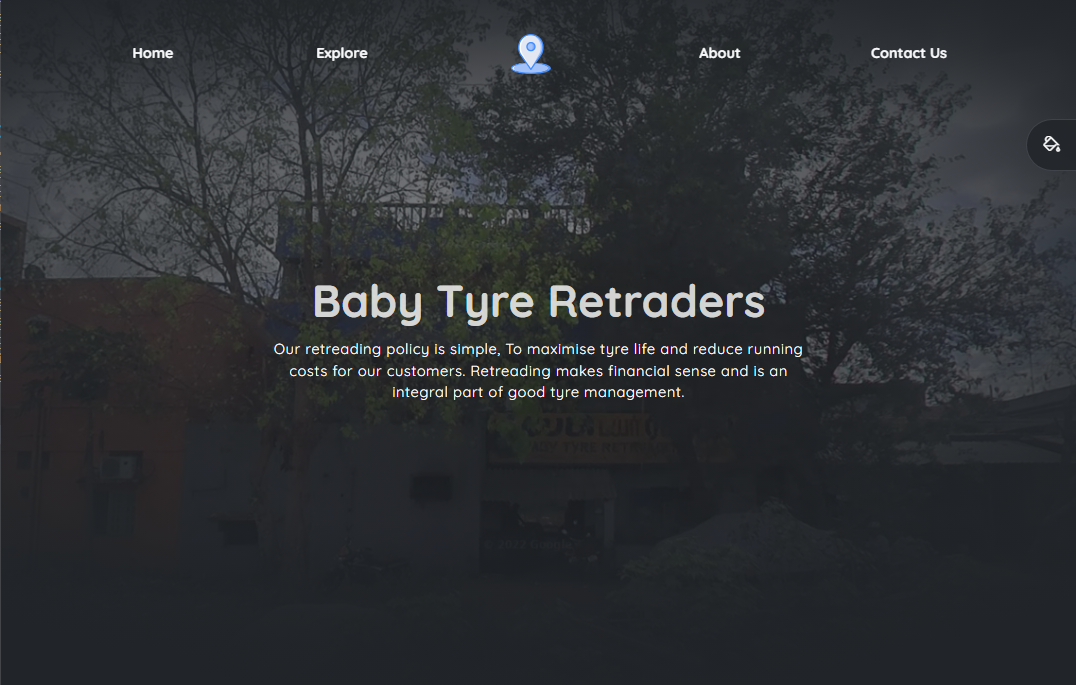 Home
Explore
About
Contact Us
Baby Tyre Retraders
Our retreading policy is simple, To maximise tyre life and reduce running
costs for our customers. Retreading makes financial sense and is an
integral part of good tyre management.